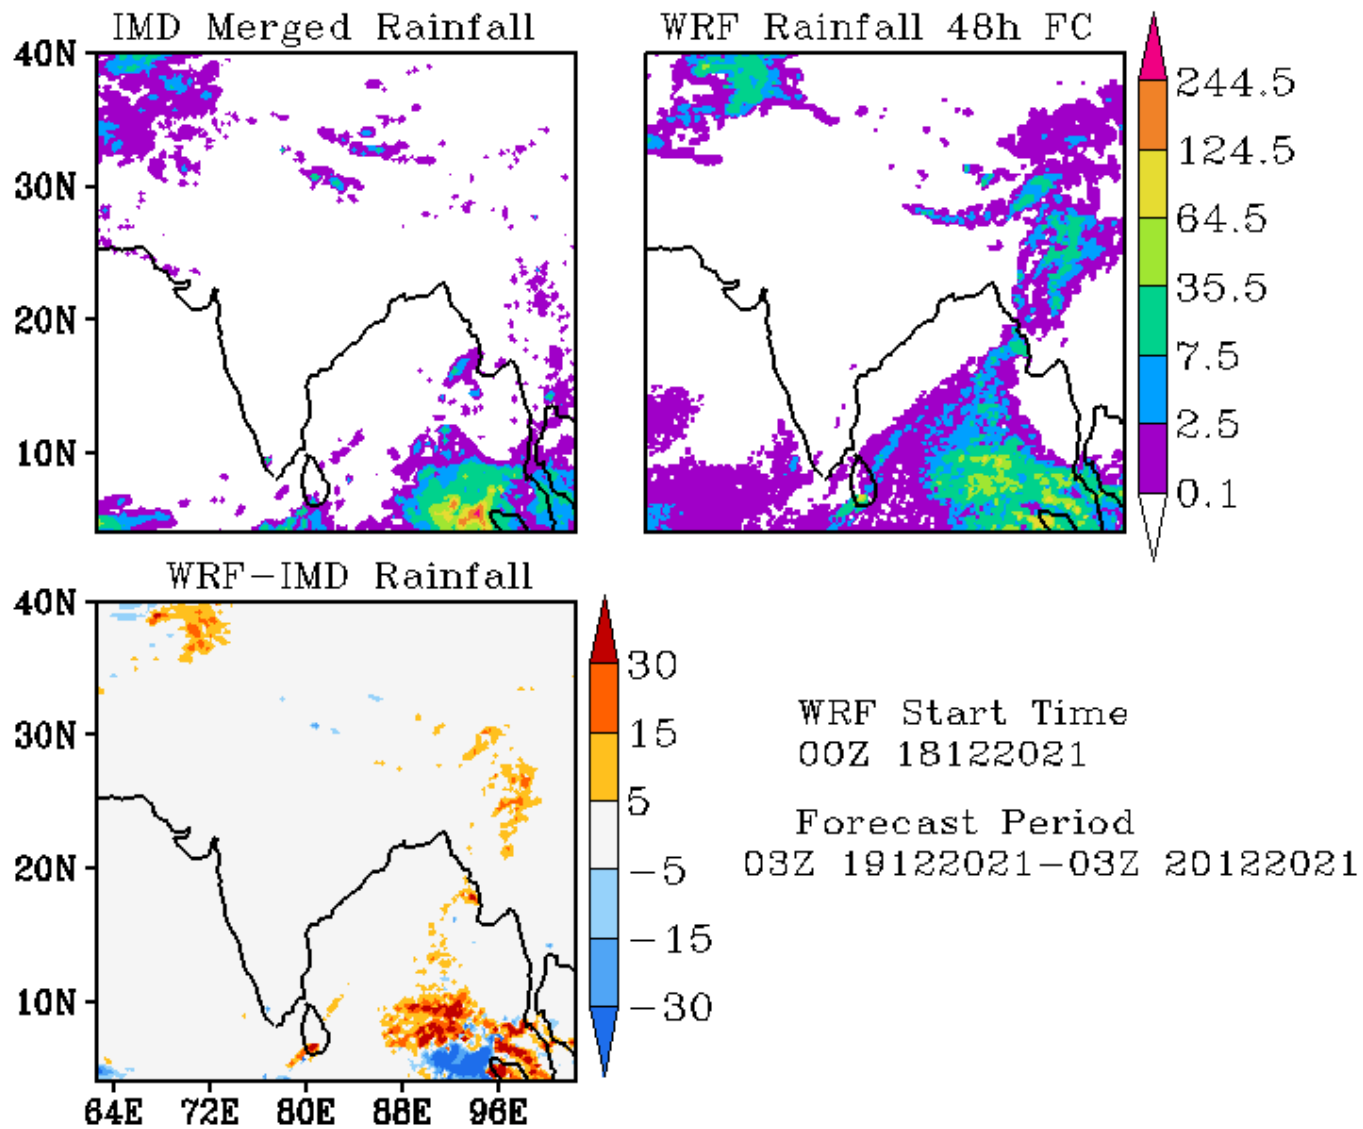 IMD Merged Rainfall
WRF Rainfall 48h FC
40N
30N
20N
10N
244.5
124.5
64.5
35.5
7.5
2.5
0.1
WRF-IMD Rainfall
40N
30N
20N
10N
64E 72E 80E 88E 96E
30
15
5
-5
-15
-30
WRF Start Time
00Z 18122021
Forecast Period
03Z 19122021-03Z 20122021